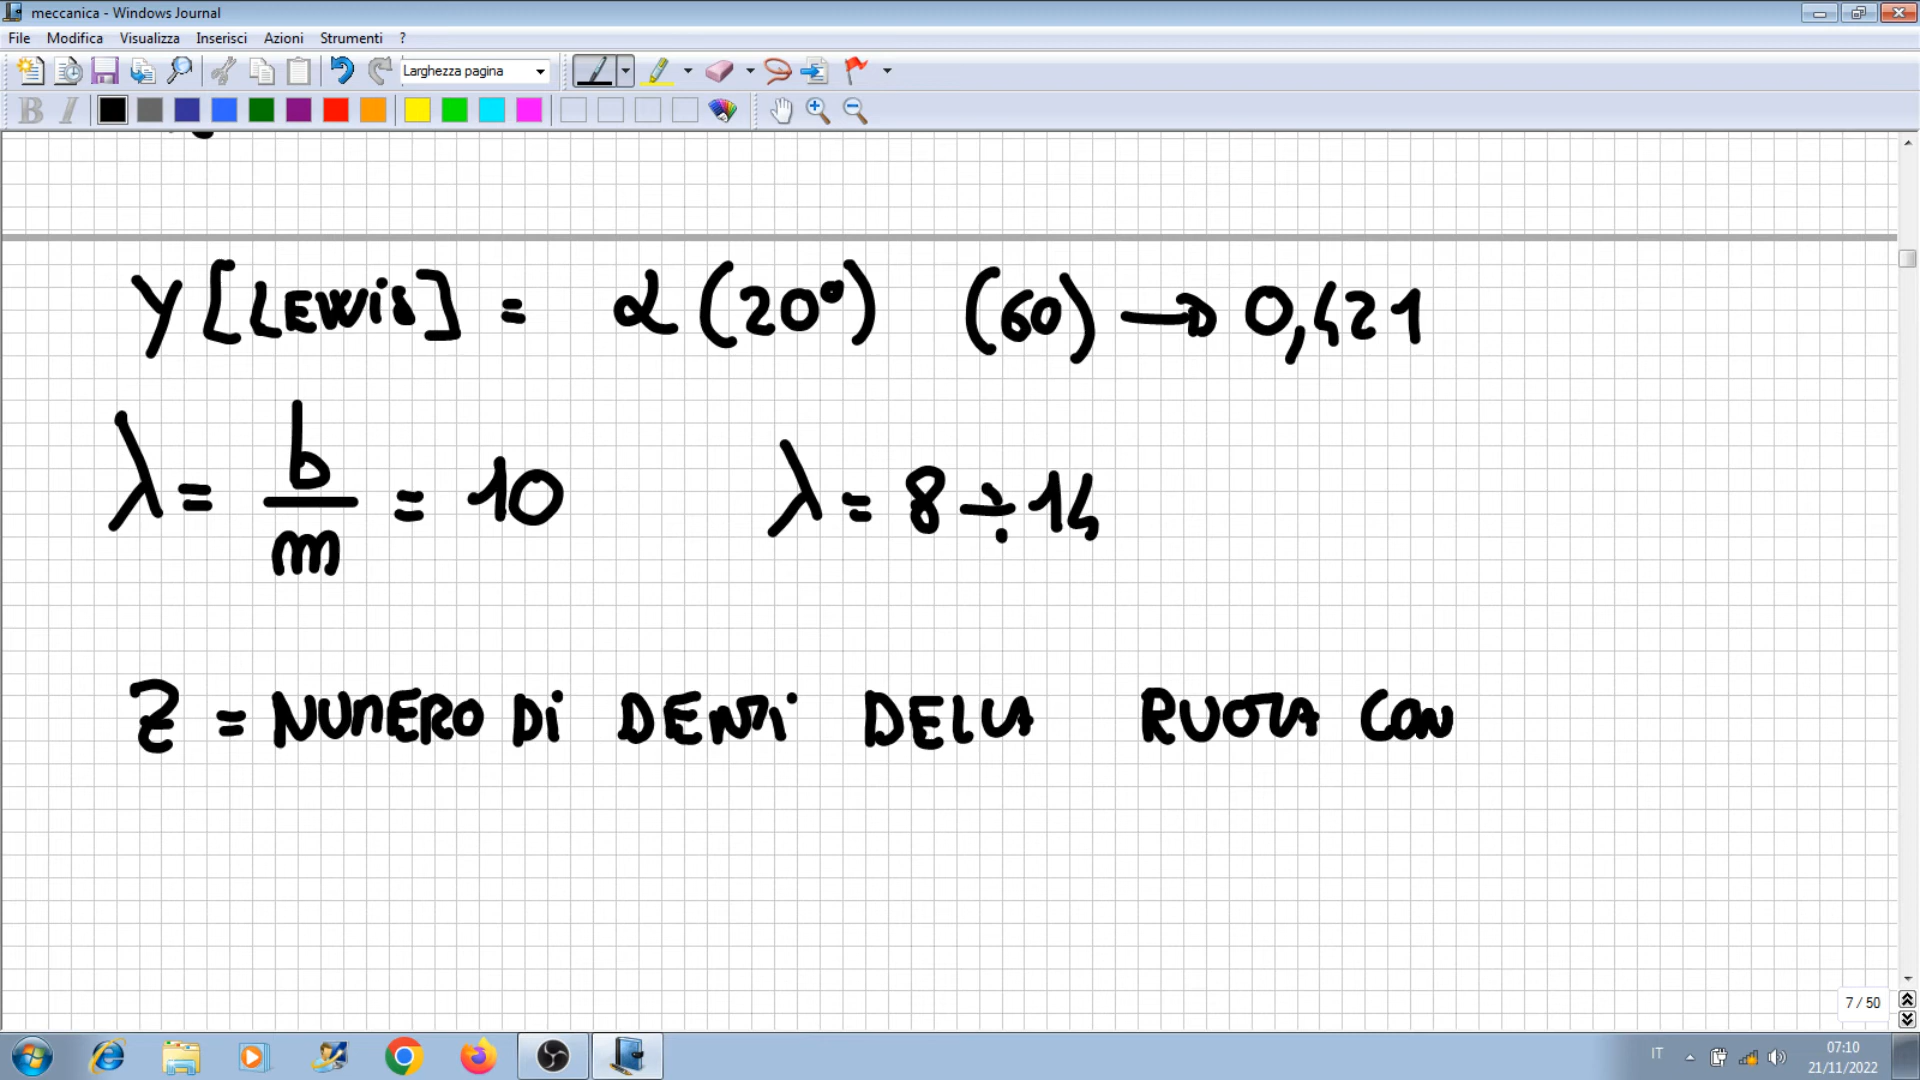 meccanica - Windows Journal
File Modifica Visualizza Inserisci Azioni Strumenti ?
Larghezza pagina
B I
Y [LEWIS] = α (20°) (60) → 0,421
λ = b/m = 10 λ = 8 ÷ 14
Z = NUMERO DI DENTI DELLA RUOTA CON
7 / 50
IT 07:10
21/11/2022